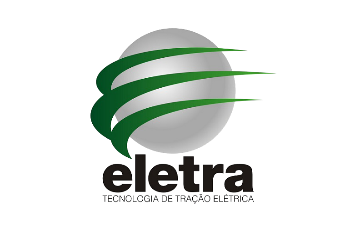 eletra
TECNOLOGIA DE TRAÇÃO ELÉTRICA